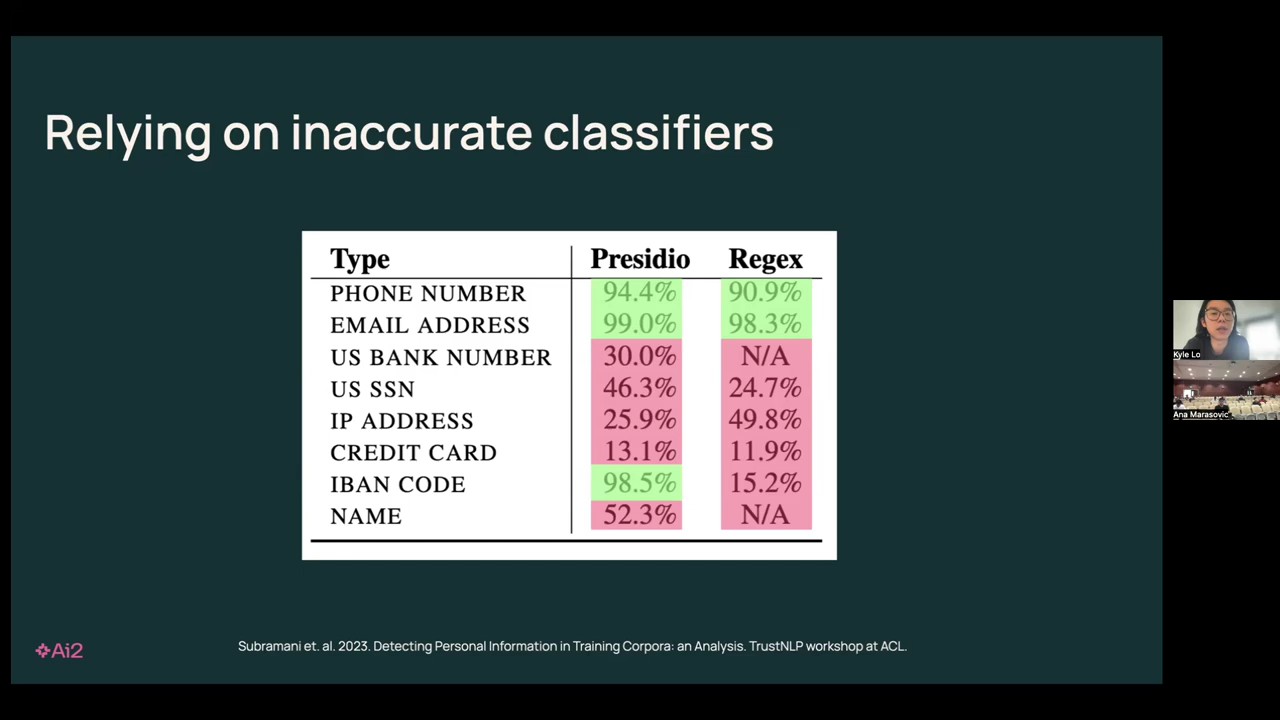 Relying on inaccurate classifiers
Type Presidio Regex
PHONE NUMBER 94.4% 90.9%
EMAIL ADDRESS 99.0% 98.3%
US BANK NUMBER 30.0% N/A
US SSN 46.3% 24.7%
IP ADDRESS 25.9% 49.8%
CREDIT CARD 13.1% 11.9%
IBAN CODE 98.5% 15.2%
NAME 52.3% N/A
Kyle Lo
Ana Marasovic
Ai2
Subramani et. al. 2023. Detecting Personal Information in Training Corpora: an Analysis. TrustNLP workshop at ACL.